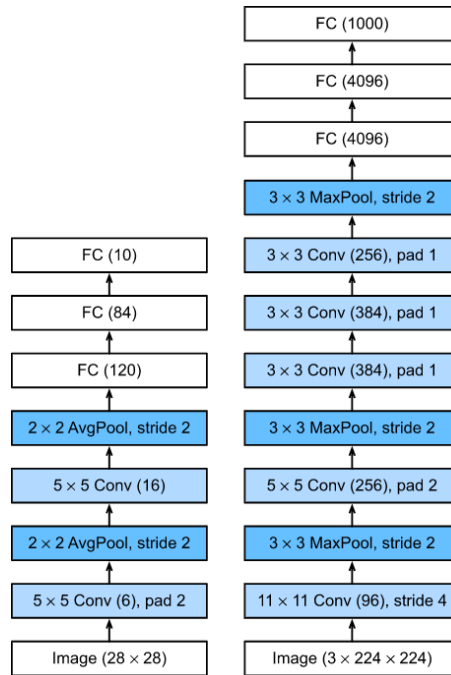 FC (1000)
FC (4096)
FC (4096)
3 × 3 MaxPool, stride 2
3 × 3 Conv (256), pad 1
3 × 3 Conv (384), pad 1
3 × 3 Conv (384), pad 1
3 × 3 MaxPool, stride 2
5 × 5 Conv (256), pad 2
3 × 3 MaxPool, stride 2
11 × 11 Conv (96), stride 4
Image (3 × 224 × 224)
FC (10)
FC (84)
FC (120)
2 × 2 AvgPool, stride 2
5 × 5 Conv (16)
2 × 2 AvgPool, stride 2
5 × 5 Conv (6), pad 2
Image (28 × 28)